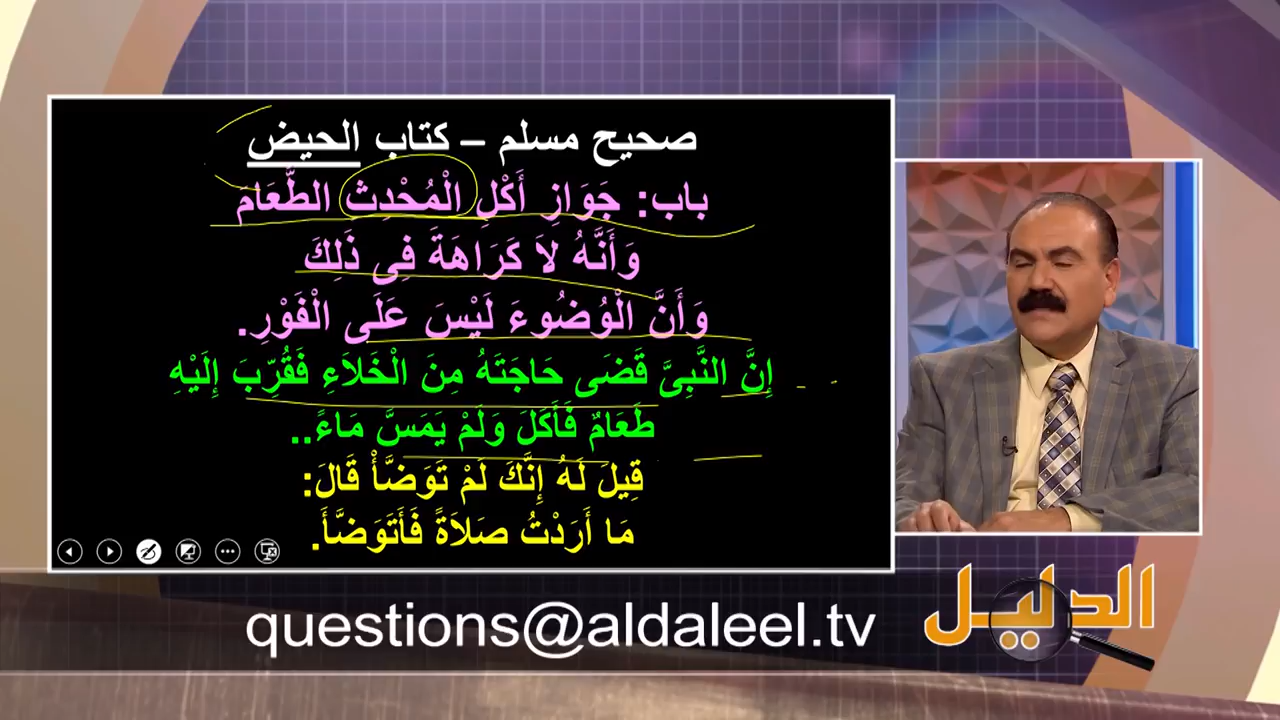 صحيح مسلم – كتاب الحيض
باب: جَوَازِ أَكْلِ الْمُحْدِثِ الطَّعَامَ
وَأَنَّهُ لاَ كَرَاهَةَ فِى ذَلِكَ
وَأَنَّ الْوُضُوءَ لَيْسَ عَلَى الْفَوْرِ.
إِنَّ النَّبِىَّ قَضَى حَاجَتَهُ مِنَ الْخَلاَءِ فَقُرِّبَ إِلَيْهِ
طَعَامٌ فَأَكَلَ وَلَمْ يَمَسَّ مَاءً..
قِيلَ لَهُ إِنَّكَ لَمْ تَوَضَّأْ قَالَ:
مَا أَرَدْتُ صَلاَةً فَأَتَوَضَّأَ.
questions@aldaleel.tv
الدليل